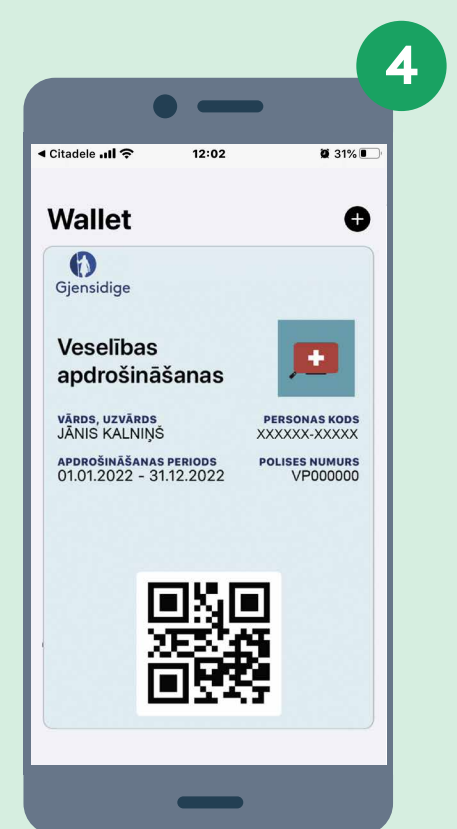 4
Citadele 12:02 31%
Wallet
Gjensidige
Veselības
apdrošināšanas
VĀRDS, UZVĀRDS PERSONAS KODS
JĀNIS KALNIŅŠ XXXXXX-XXXXX
APDROŠINĀŠANAS PERIODS POLISES NUMURS
01.01.2022 - 31.12.2022 VP000000